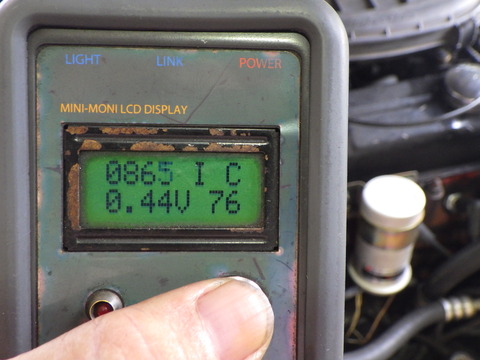 LIGHT LINK POWER
MINI-MONI LCD DISPLAY
0865 I C
0.44V 76